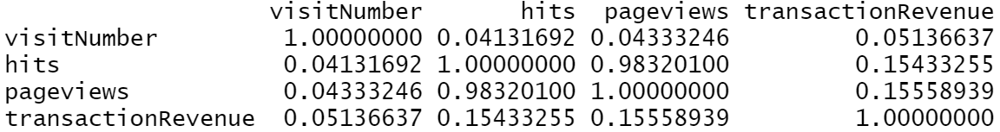 visitNumber hits pageviews transactionRevenue
visitNumber 1.00000000 0.04131692 0.04333246 0.05136637
hits 0.04131692 1.00000000 0.98320100 0.15433255
pageviews 0.04333246 0.98320100 1.00000000 0.15558939
transactionRevenue 0.05136637 0.15433255 0.15558939 1.00000000